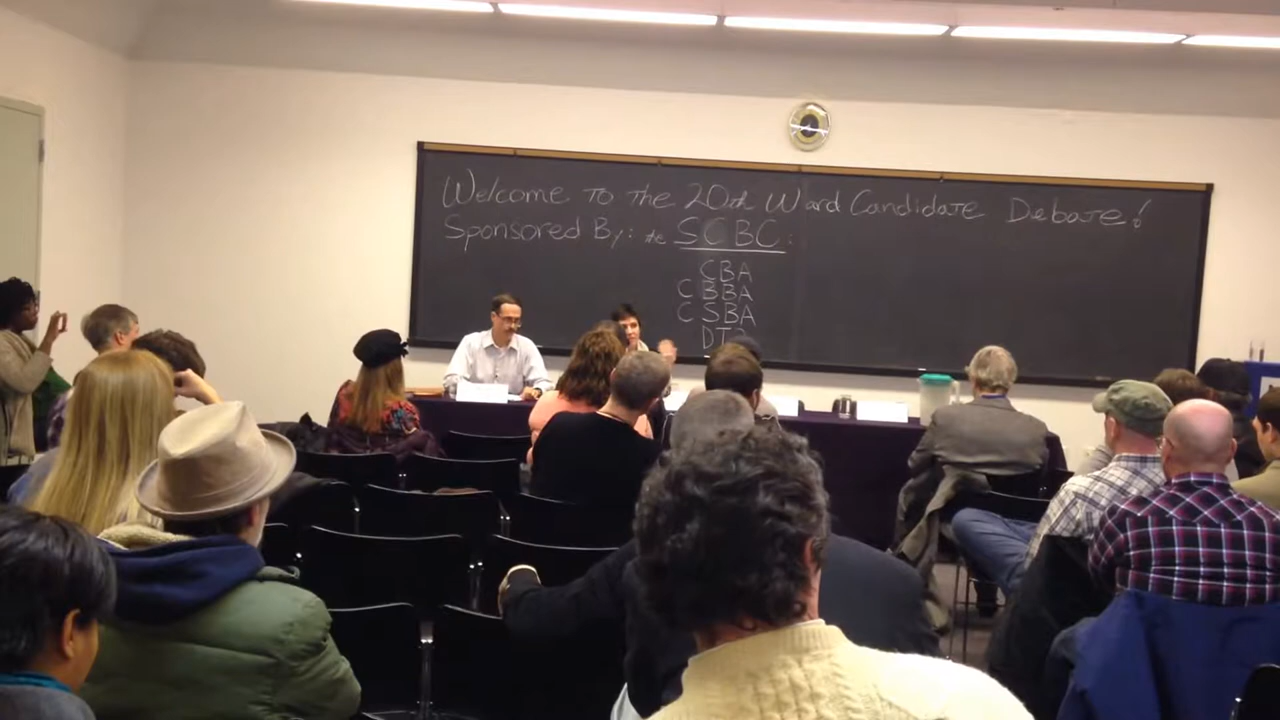 Welcome To the 20th Ward Candidate Debate!
Sponsored By: the SCBC:
CBA
CBBA
CSBA